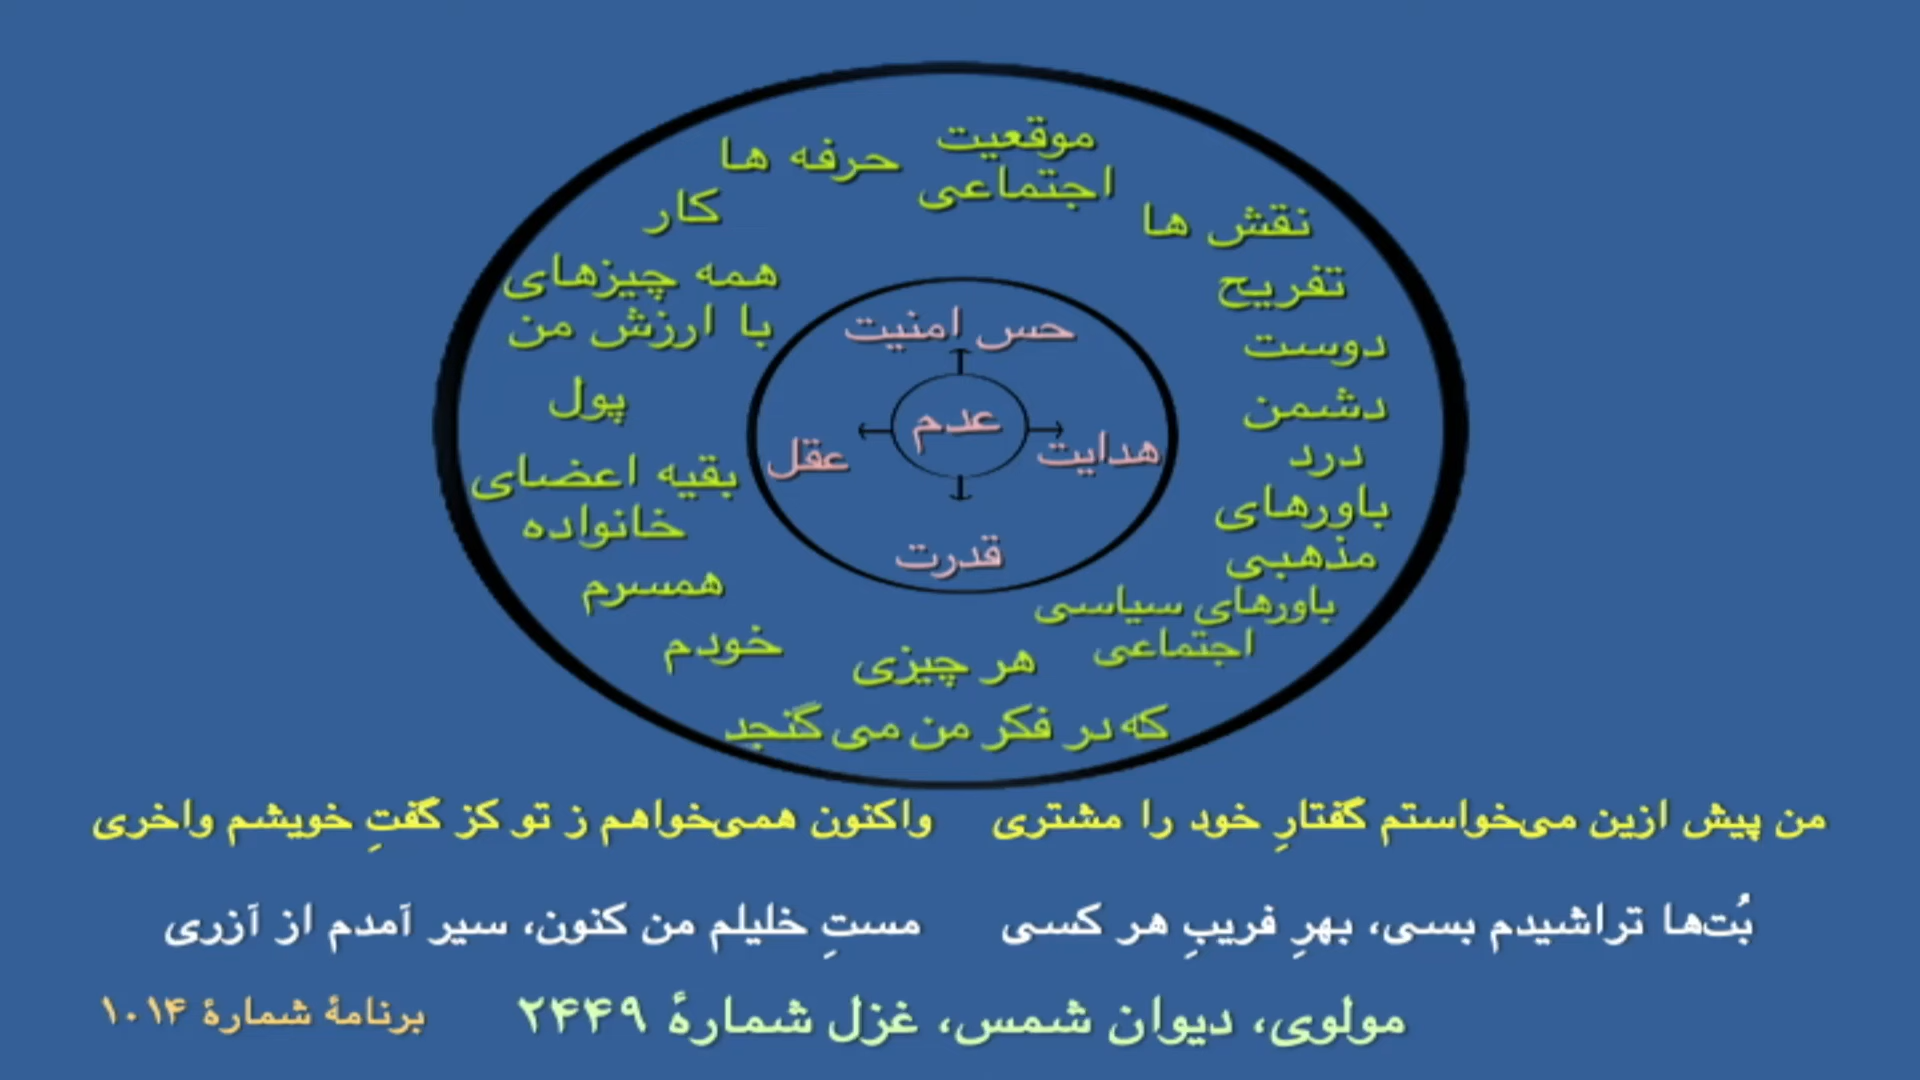 موقعیت
اجتماعی
حرفه ها
نقش ها
کار
تفریح
همه چیزهای
با ارزش من
دوست
پول
دشمن
درد
بقیه اعضای
خانواده
باورهای
مذهبی
همسرم
باورهای سیاسی
اجتماعی
خودم
هر چیزی
که در فکر من می گنجد
حس امنیت
عدم
عقل
هدایت
قدرت
من پیش ازین می‌خواستم گفتارِ خود را مشتری واکنون همی‌خواهم ز تو کز گفتِ خویشم واخری
بُت‌ها تراشیدم بسی، بهرِ فریبِ هر کسی مستِ خلیلم من کنون، سیر آمدم از آزری
مولوی، دیوان شمس، غزل شمارهٔ ۲۴۴۹
برنامهٔ شمارهٔ ۱۰۱۴